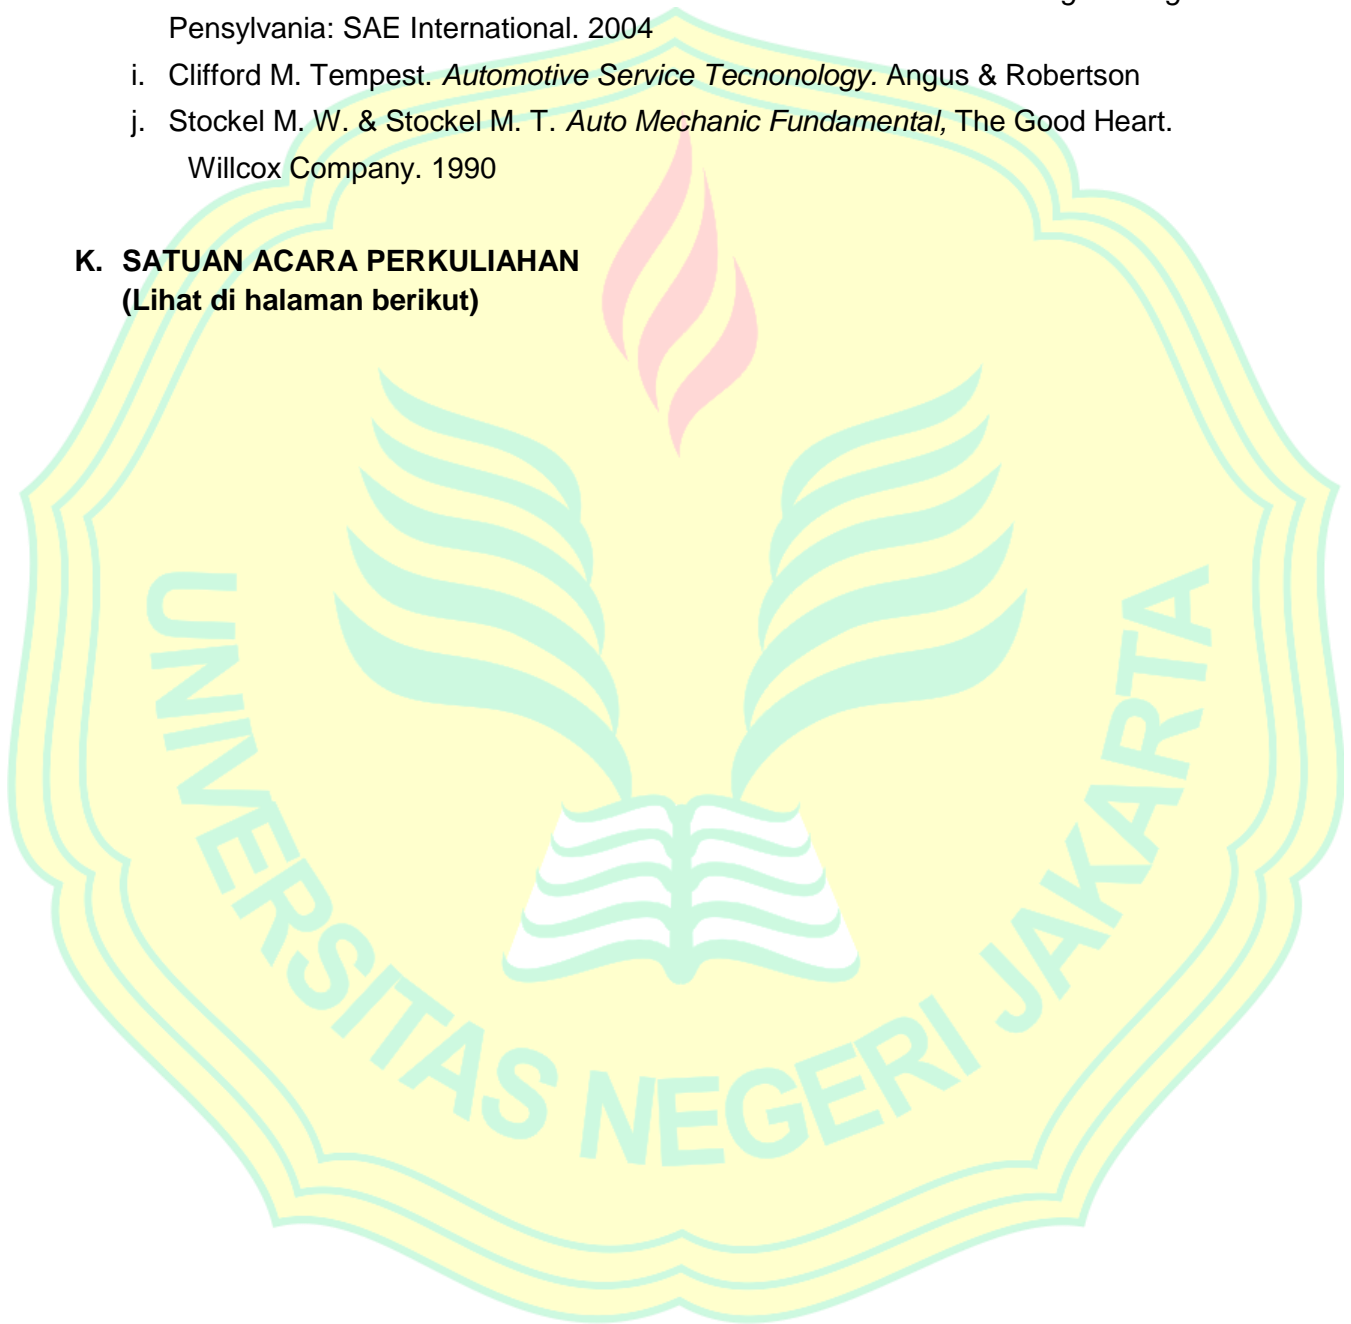 Pensylvania: SAE International. 2004
i. Clifford M. Tempest. Automotive Service Tecnonology. Angus & Robertson
j. Stockel M. W. & Stockel M. T. Auto Mechanic Fundamental, The Good Heart.
Willcox Company. 1990
K. SATUAN ACARA PERKULIAHAN
(Lihat di halaman berikut)
UNIVERSITAS NEGERI JAKARTA